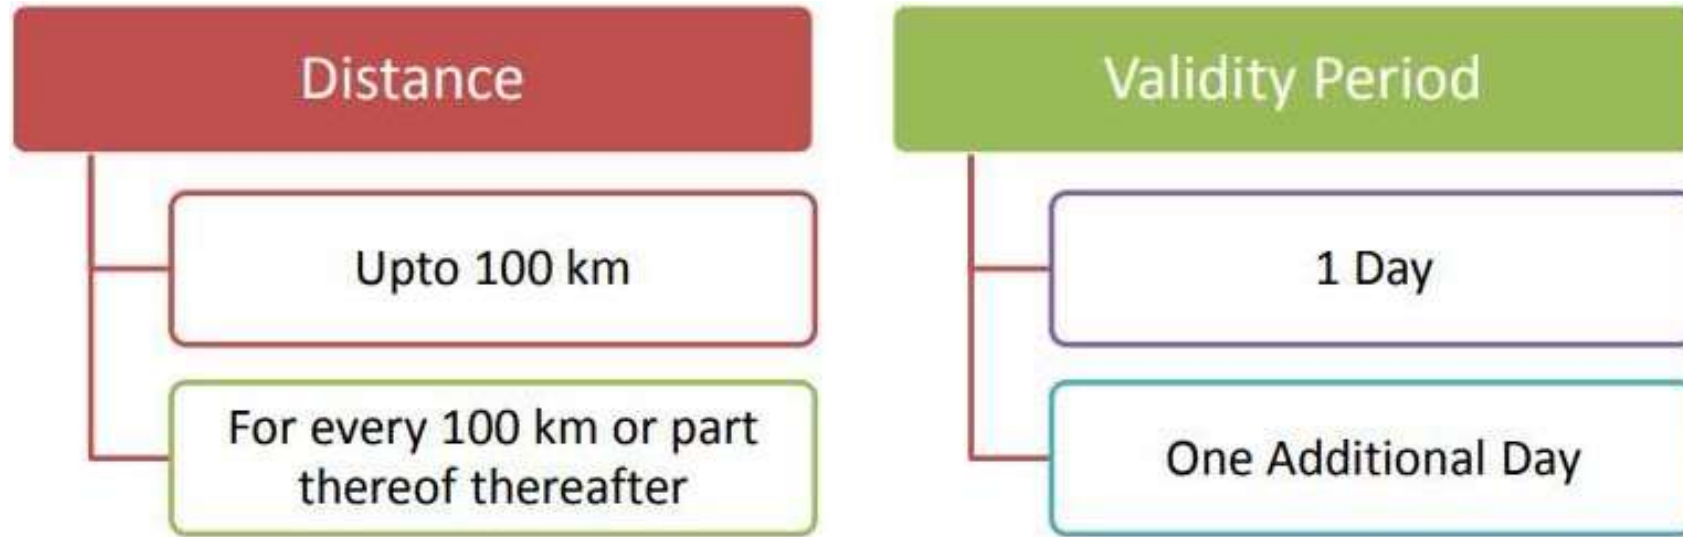 Distance
Upto 100 km
For every 100 km or part
thereof thereafter
Validity Period
1 Day
One Additional Day